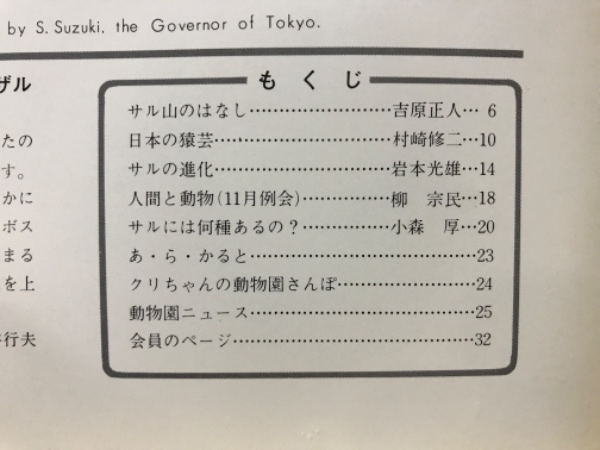 by S. Suzuki, the Governor of Tokyo.
ザル
たの
す。
かに
ボス
まる
を上
行夫
もくじ
サル山のはなし……………………吉原正人… 6
日本の猿芸…………………………村崎修二…10
サルの進化…………………………岩本光雄…14
人間と動物(11月例会)……………柳 宗民…18
サルには何種あるの?……………小森 厚…20
あ・ら・かると……………………………………23
クリちゃんの動物園さんぽ……………………24
動物園ニュース…………………………………25
会員のページ……………………………………32